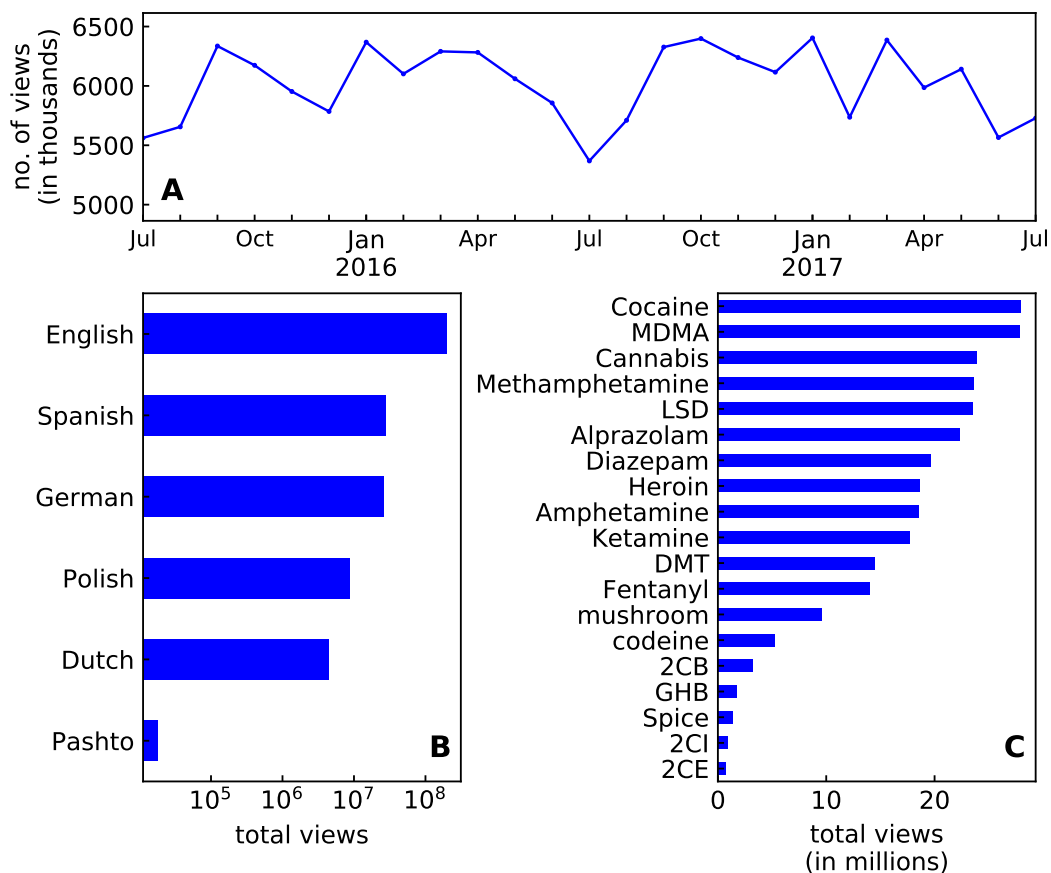 no. of views
(in thousands)
6500
6000
5500
5000
A
Jul Oct Jan Apr Jul Oct Jan Apr Jul
2016 2017
English
Spanish
German
Polish
Dutch
Pashto
B
10⁵ 10⁶ 10⁷ 10⁸
total views
Cocaine
MDMA
Cannabis
Methamphetamine
LSD
Alprazolam
Diazepam
Heroin
Amphetamine
Ketamine
DMT
Fentanyl
mushroom
codeine
2CB
GHB
Spice
2CI
2CE
C
0 10 20
total views
(in millions)